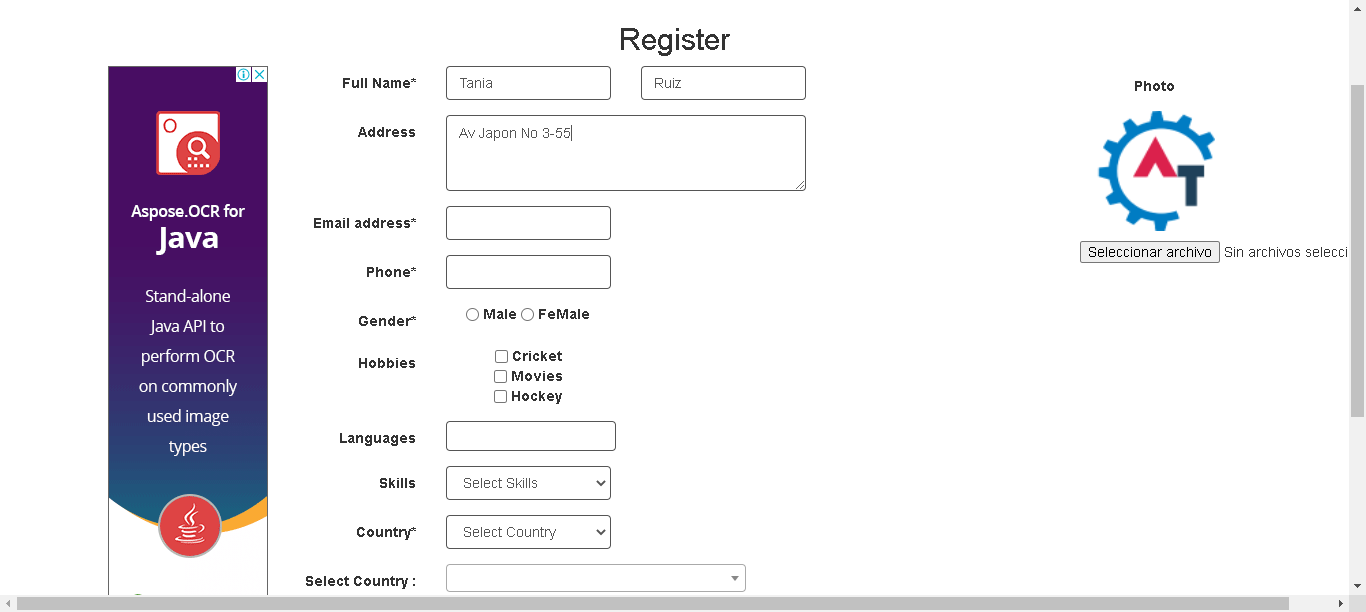 Register
Aspose.OCR for
Java
Stand-alone
Java API to
perform OCR
on commonly
used image
types
Full Name* Tania Ruiz
Address Av Japon No 3-55
Email address*
Phone*
Gender* Male FeMale
Hobbies Cricket
Movies
Hockey
Languages
Skills Select Skills
Country* Select Country
Select Country :
Photo
AT
Seleccionar archivo Sin archivos selecci